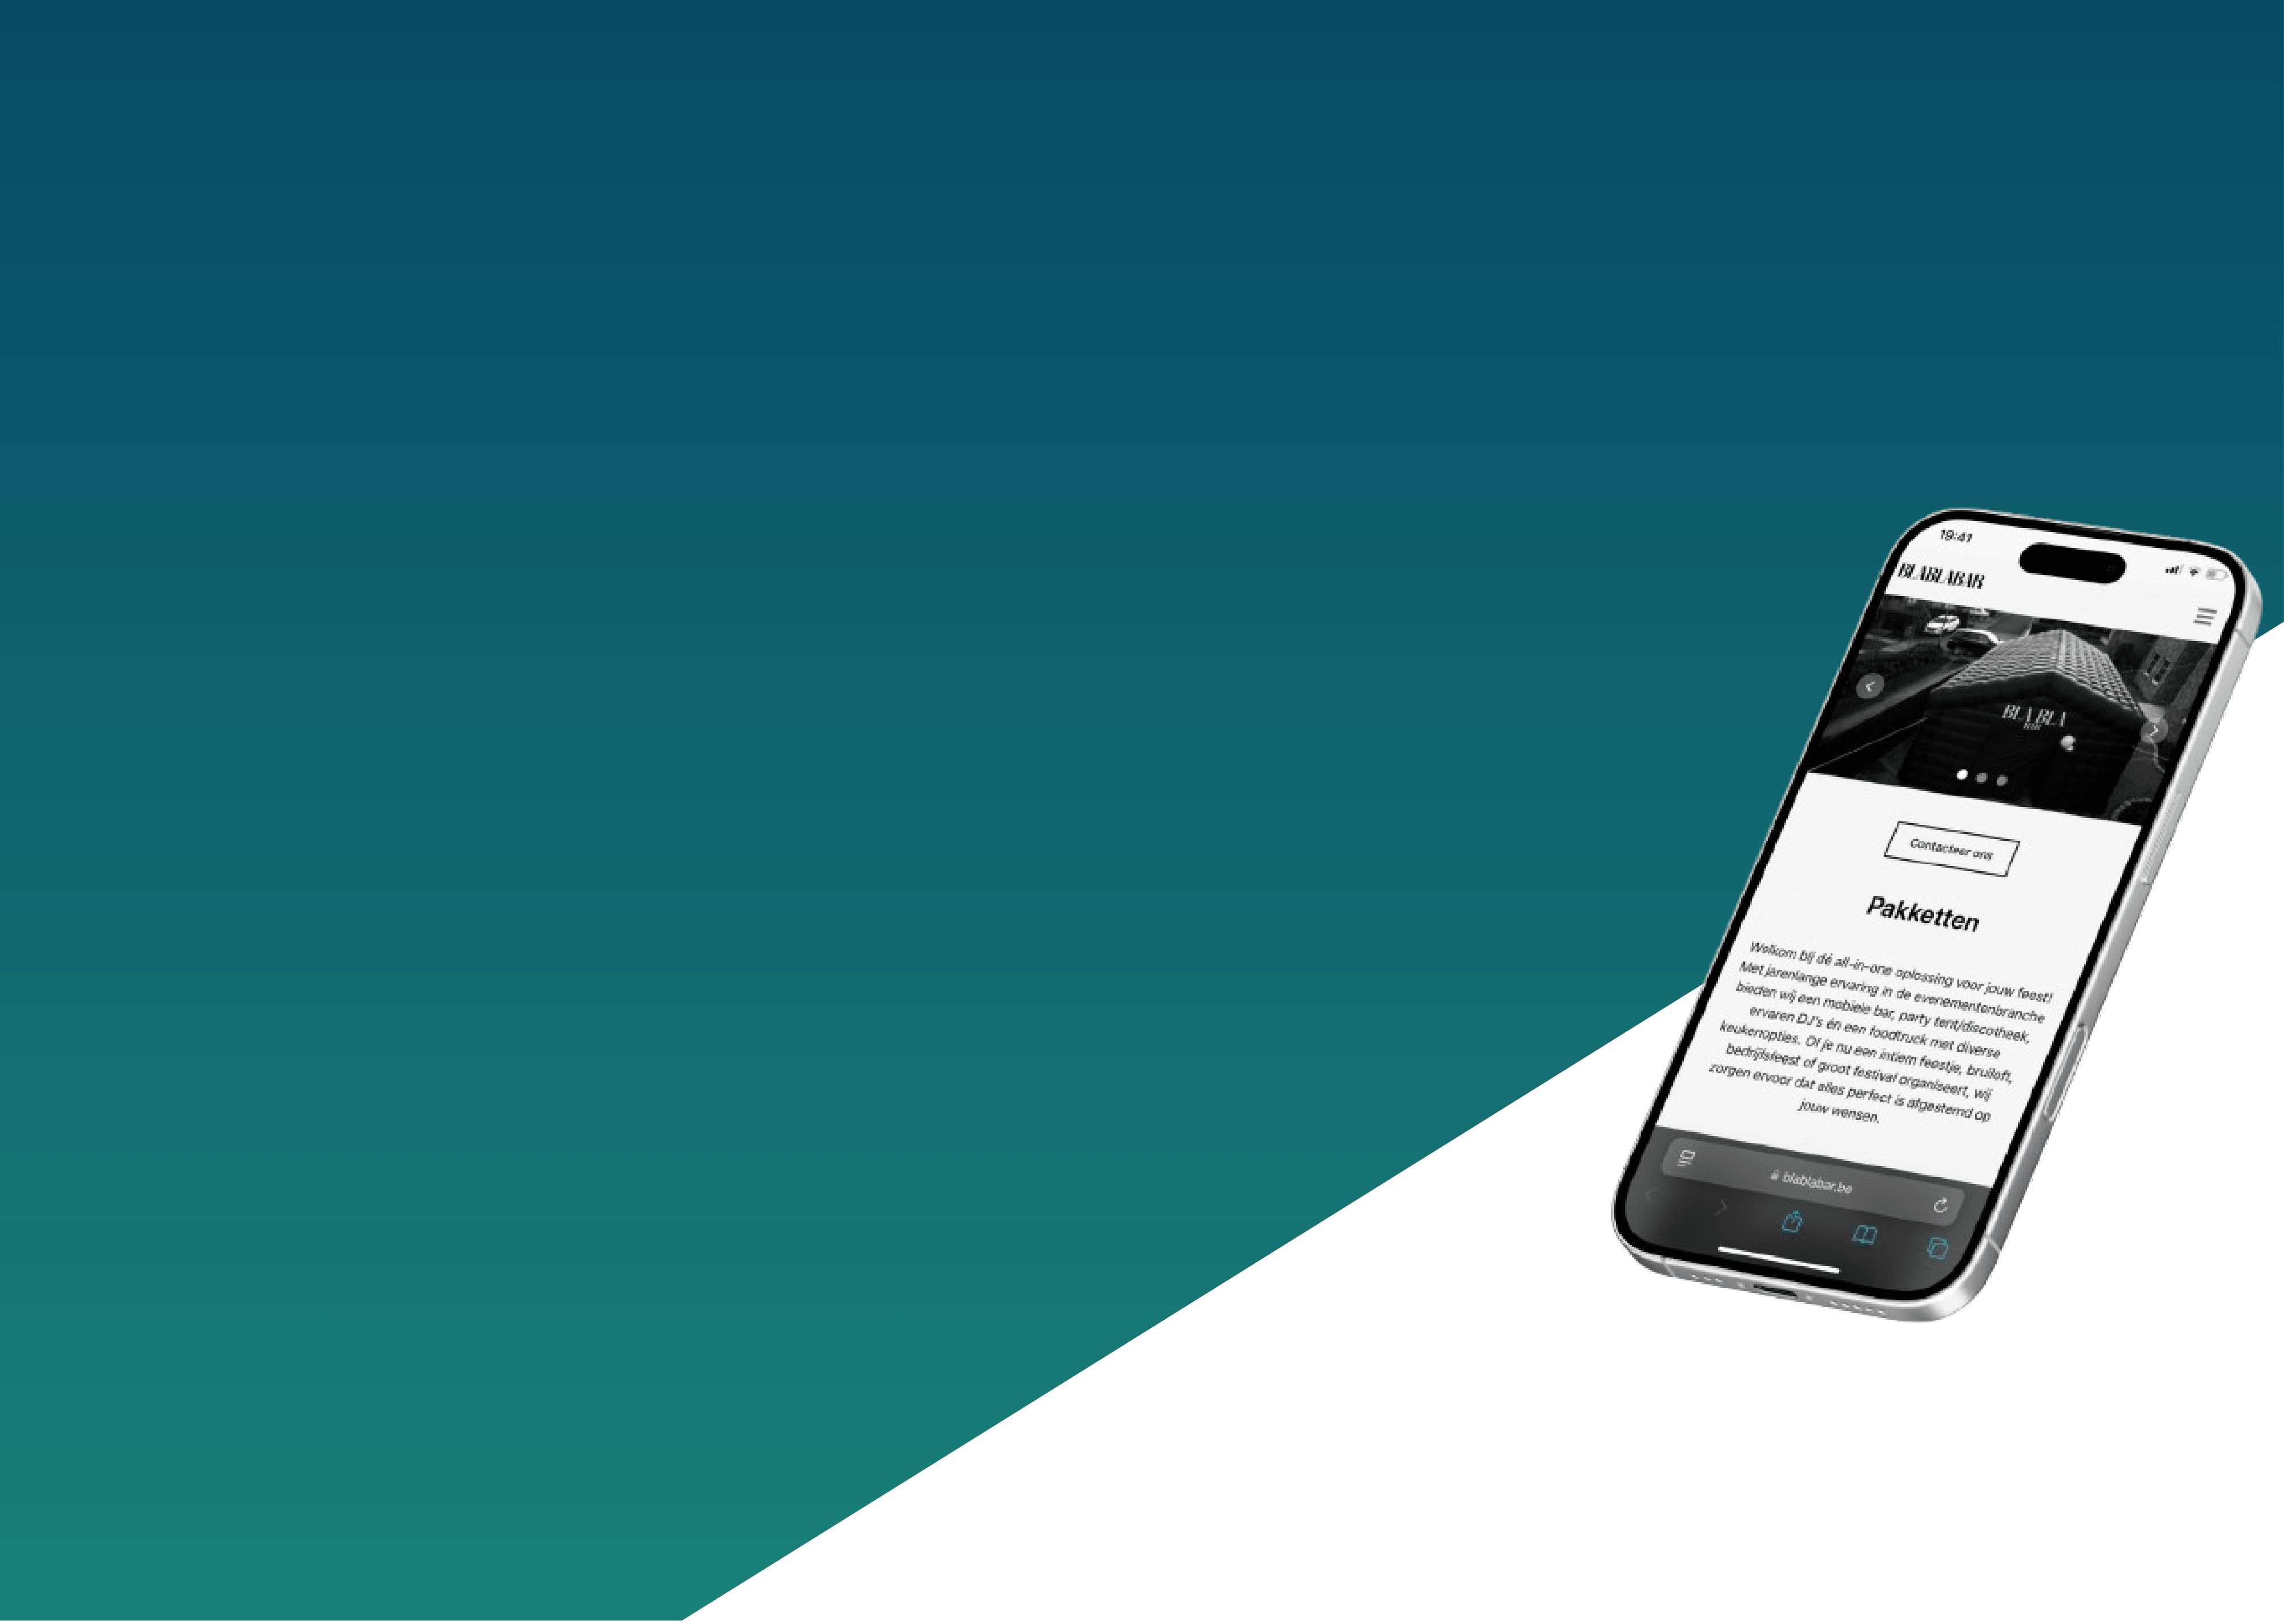 19:41
BLABLABAR
BLA BLA
BAR
Contacteer ons
Pakketten
Welkom bij dé all-in-one oplossing voor jouw feest!
Met jarenlange ervaring in de evenementenbranche
bieden wij een mobiele bar, party tent/discotheek,
ervaren DJ's én een foodtruck met diverse
keukenopties. Of je nu een intiem feestje, bruiloft,
bedrijfsfeest of groot festival organiseert, wij
zorgen ervoor dat alles perfect is afgestemd op
jouw wensen.
blablabar.be